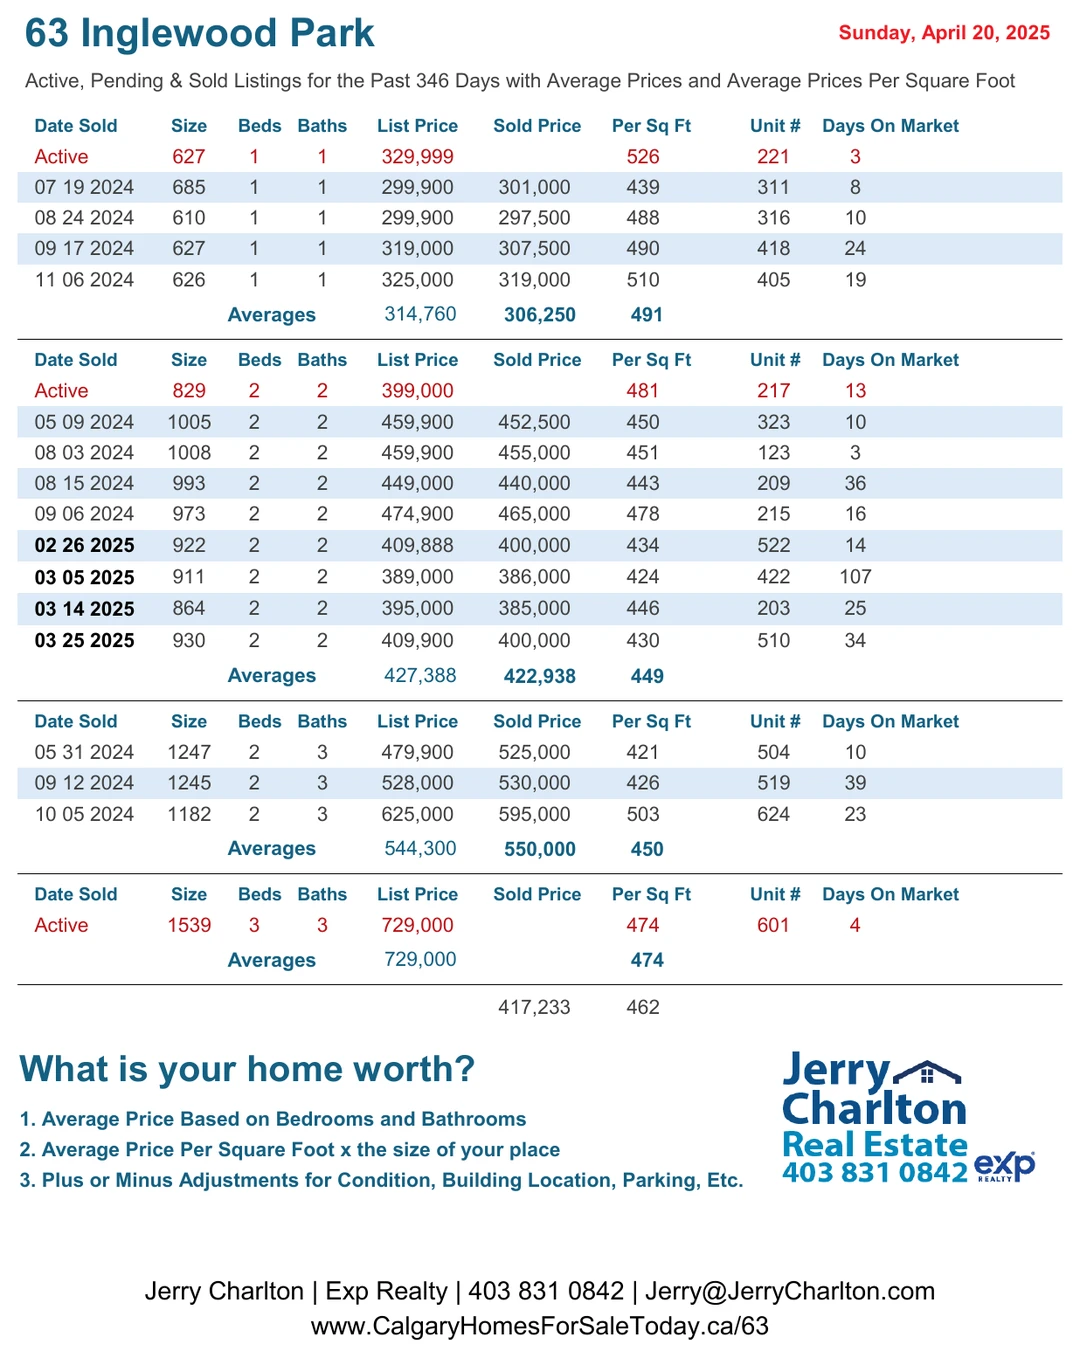 63 Inglewood Park
Sunday, April 20, 2025
Active, Pending & Sold Listings for the Past 346 Days with Average Prices and Average Prices Per Square Foot
Date Sold Size Beds Baths List Price Sold Price Per Sq Ft Unit # Days On Market
Active 627 1 1 329,999 526 221 3
07 19 2024 685 1 1 299,900 301,000 439 311 8
08 24 2024 610 1 1 299,900 297,500 488 316 10
09 17 2024 627 1 1 319,000 307,500 490 418 24
11 06 2024 626 1 1 325,000 319,000 510 405 19
Averages 314,760 306,250 491
Date Sold Size Beds Baths List Price Sold Price Per Sq Ft Unit # Days On Market
Active 829 2 2 399,000 481 217 13
05 09 2024 1005 2 2 459,900 452,500 450 323 10
08 03 2024 1008 2 2 459,900 455,000 451 123 3
08 15 2024 993 2 2 449,000 440,000 443 209 36
09 06 2024 973 2 2 474,900 465,000 478 215 16
02 26 2025 922 2 2 409,888 400,000 434 522 14
03 05 2025 911 2 2 389,000 386,000 424 422 107
03 14 2025 864 2 2 395,000 385,000 446 203 25
03 25 2025 930 2 2 409,900 400,000 430 510 34
Averages 427,388 422,938 449
Date Sold Size Beds Baths List Price Sold Price Per Sq Ft Unit # Days On Market
05 31 2024 1247 2 3 479,900 525,000 421 504 10
09 12 2024 1245 2 3 528,000 530,000 426 519 39
10 05 2024 1182 2 3 625,000 595,000 503 624 23
Averages 544,300 550,000 450
Date Sold Size Beds Baths List Price Sold Price Per Sq Ft Unit # Days On Market
Active 1539 3 3 729,000 474 601 4
Averages 729,000 474
417,233 462
What is your home worth?
1. Average Price Based on Bedrooms and Bathrooms
2. Average Price Per Square Foot x the size of your place
3. Plus or Minus Adjustments for Condition, Building Location, Parking, Etc.
Jerry
Charlton
Real Estate
403 831 0842
exp
REALTY
Jerry Charlton | Exp Realty | 403 831 0842 | Jerry@JerryCharlton.com
www.CalgaryHomesForSaleToday.ca/63